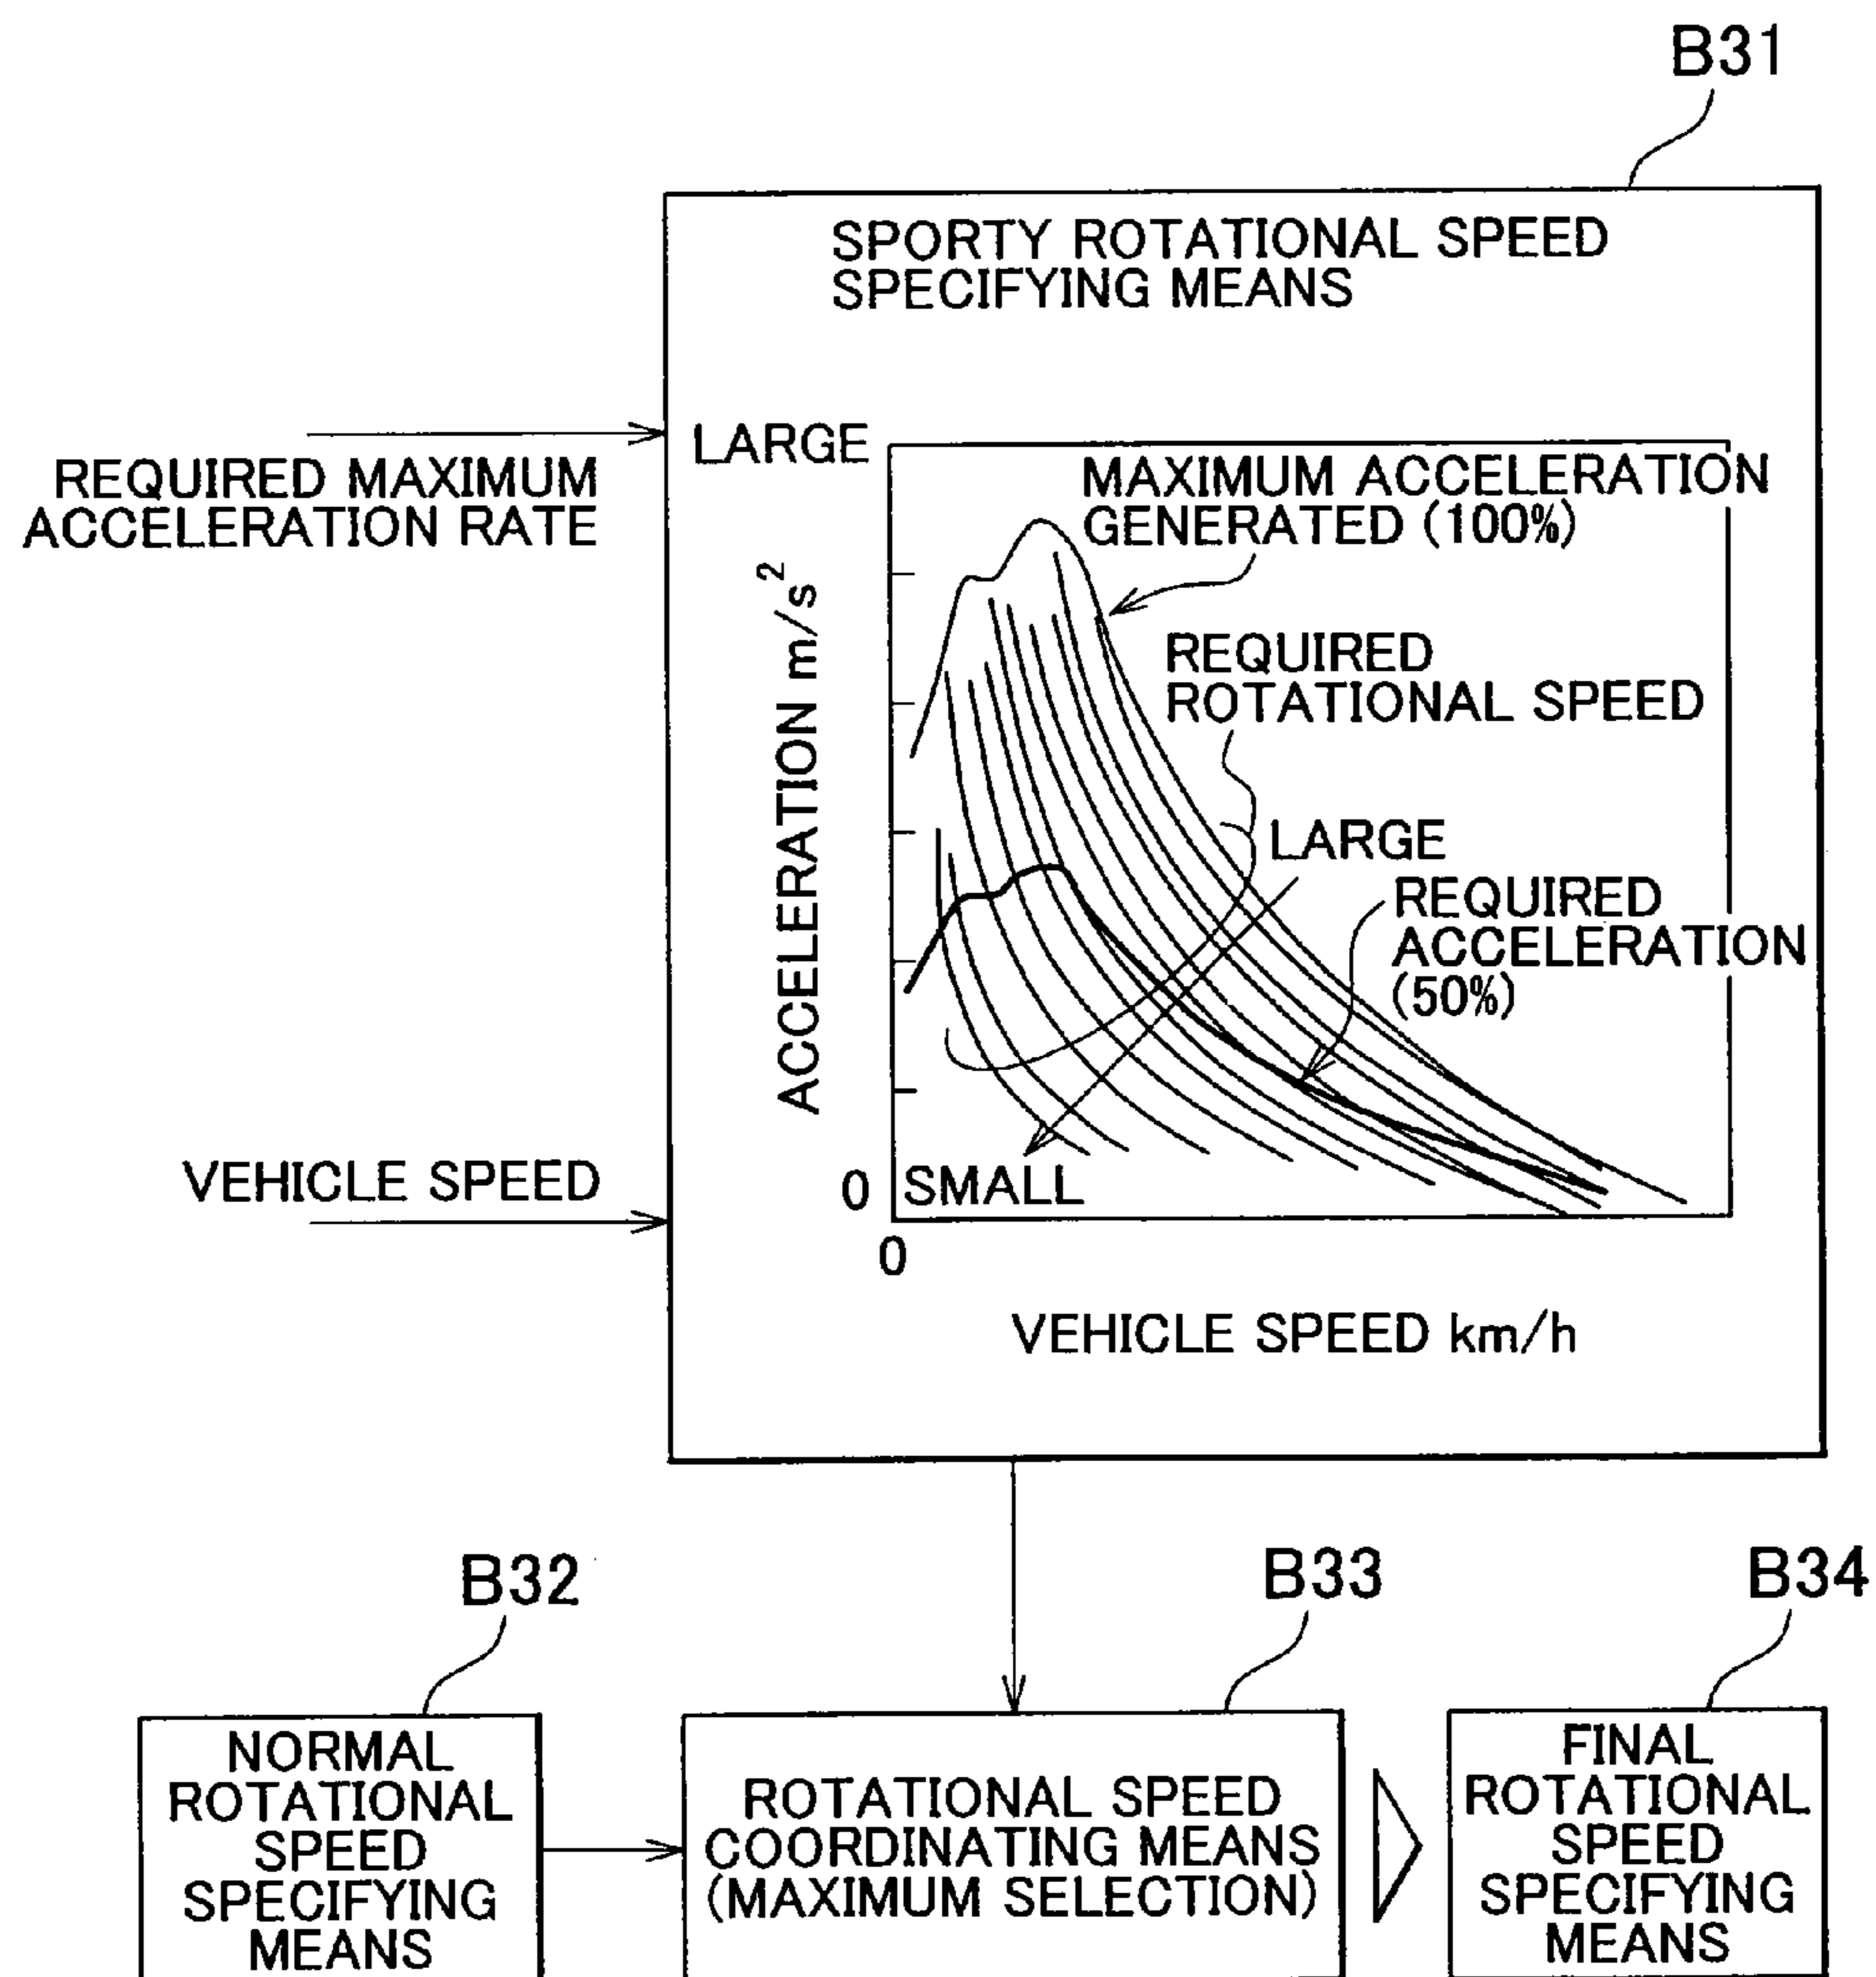 B31
SPORTY ROTATIONAL SPEED
SPECIFYING MEANS
REQUIRED MAXIMUM
ACCELERATION RATE
LARGE
MAXIMUM ACCELERATION
GENERATED (100%)
REQUIRED
ROTATIONAL SPEED
LARGE
REQUIRED
ACCELERATION
(50%)
ACCELERATION m/s²
VEHICLE SPEED
0
SMALL
0
VEHICLE SPEED km/h
B32
B33
B34
NORMAL
ROTATIONAL
SPEED
SPECIFYING
MEANS
ROTATIONAL SPEED
COORDINATING MEANS
(MAXIMUM SELECTION)
FINAL
ROTATIONAL
SPEED
SPECIFYING
MEANS